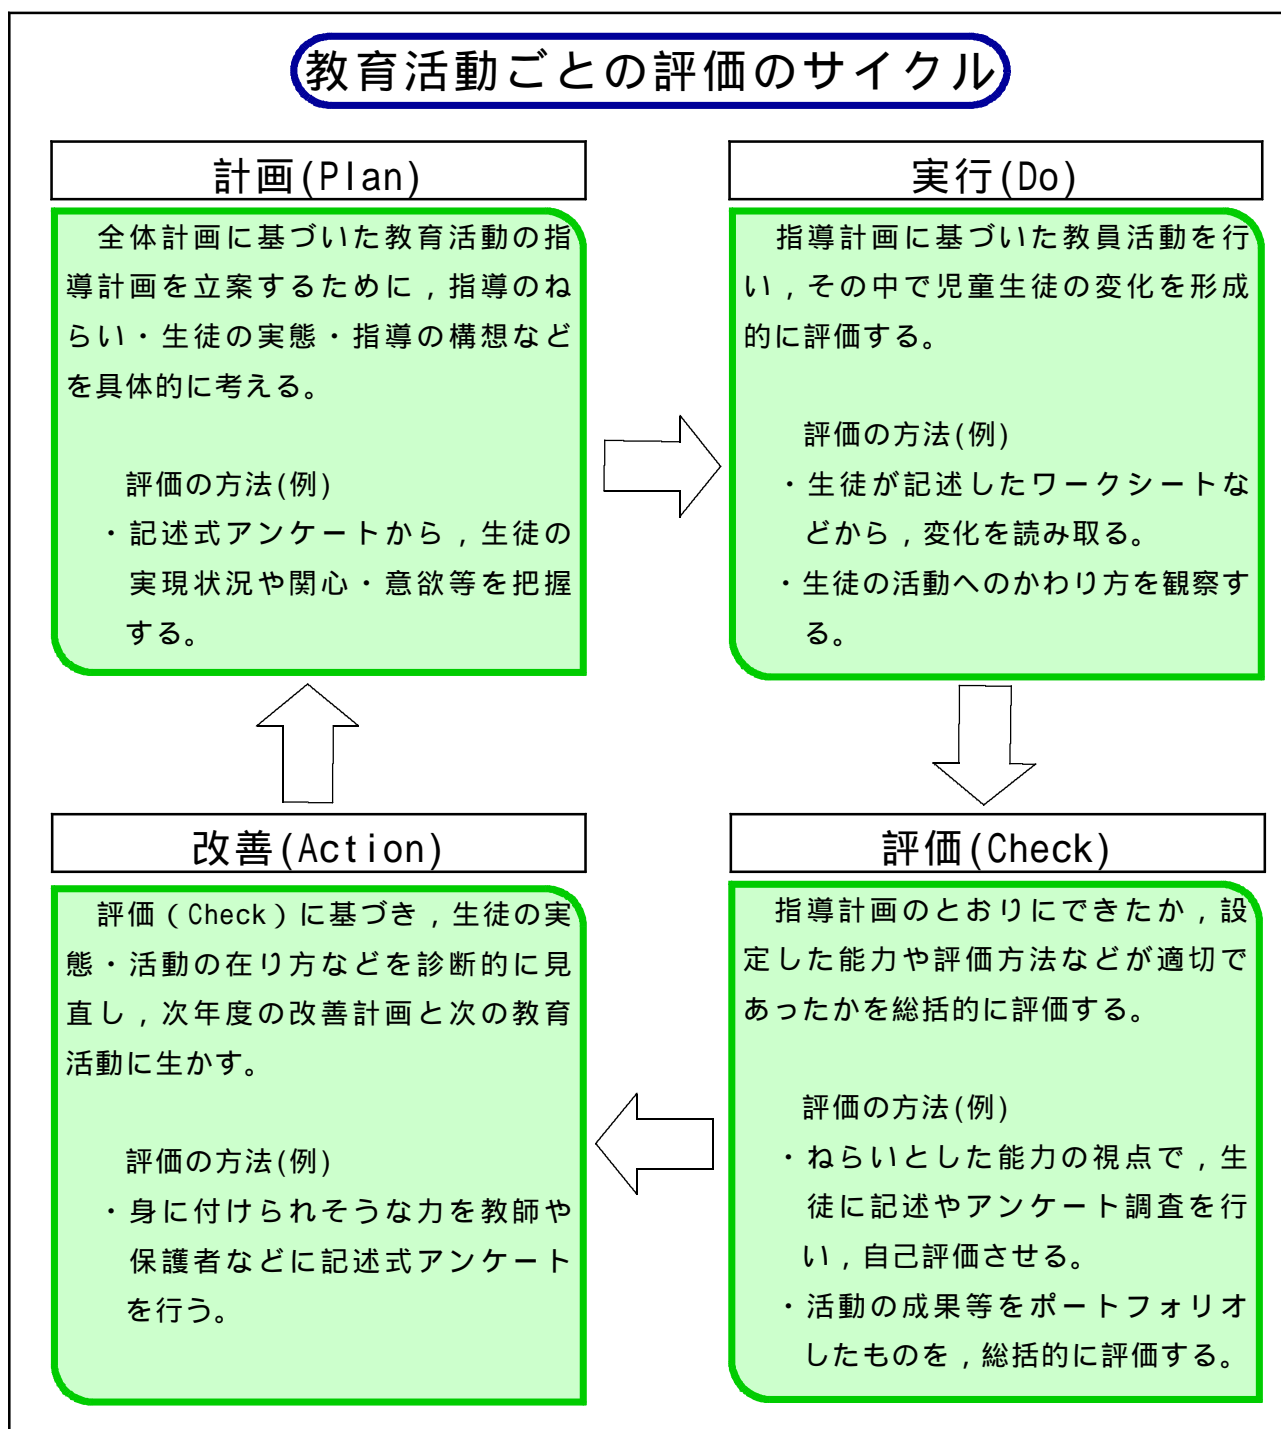 教育活動ごとの評価のサイクル
計画(Plan)
全体計画に基づいた教育活動の指
導計画を立案するために，指導のね
らい・生徒の実態・指導の構想など
を具体的に考える。
評価の方法(例)
・記述式アンケートから，生徒の
実現状況や関心・意欲等を把握
する。
実行(Do)
指導計画に基づいた教員活動を行
い，その中で児童生徒の変化を形成
的に評価する。
評価の方法(例)
・生徒が記述したワークシートな
どから，変化を読み取る。
・生徒の活動へのかわり方を観察す
る。
改善(Action)
評価（Check）に基づき，生徒の実
態・活動の在り方などを診断的に見
直し，次年度の改善計画と次の教育
活動に生かす。
評価の方法(例)
・身に付けられそうな力を教師や
保護者などに記述式アンケート
を行う。
評価(Check)
指導計画のとおりにできたか，設
定した能力や評価方法などが適切で
あったかを総括的に評価する。
評価の方法(例)
・ねらいとした能力の視点で，生
徒に記述やアンケート調査を行
い，自己評価させる。
・活動の成果等をポートフォリオ
したものを，総括的に評価する。